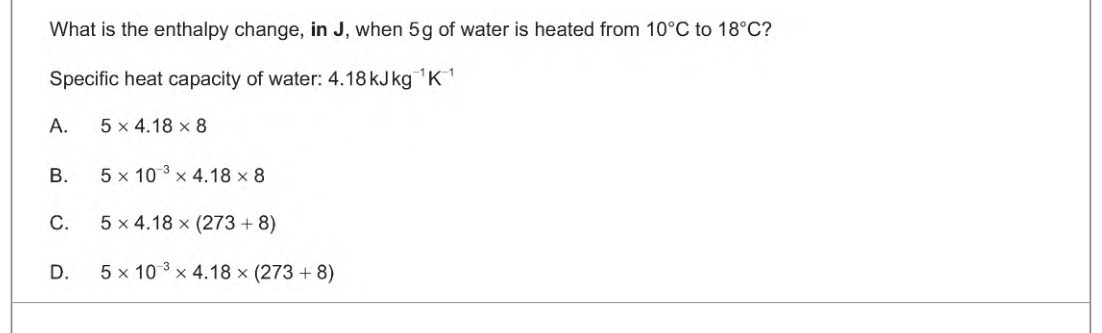 What is the enthalpy change, in J, when 5 g of water is heated from 10°C to 18°C?
Specific heat capacity of water: 4.18 kJ kg⁻¹ K⁻¹
A. 5 × 4.18 × 8
B. 5 × 10⁻³ × 4.18 × 8
C. 5 × 4.18 × (273 + 8)
D. 5 × 10⁻³ × 4.18 × (273 + 8)